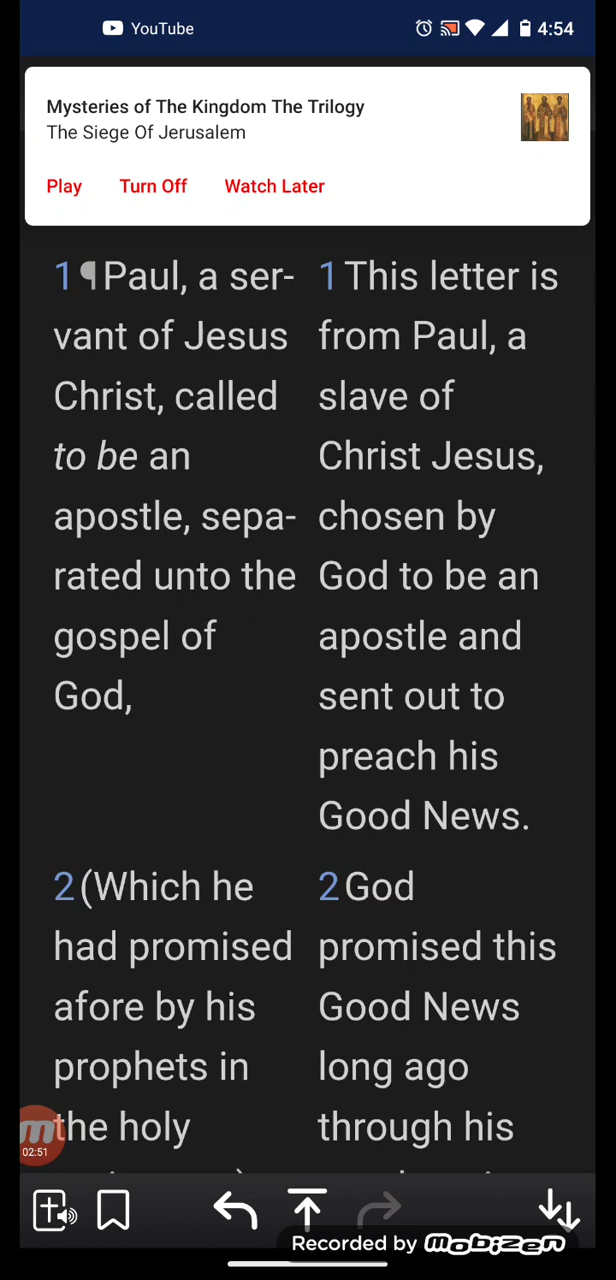 YouTube 4:54
Mysteries of The Kingdom The Trilogy
The Siege Of Jerusalem
Play Turn Off Watch Later
1 ¶Paul, a ser-
vant of Jesus
Christ, called
to be an
apostle, sepa-
rated unto the
gospel of
God,
1 This letter is
from Paul, a
slave of
Christ Jesus,
chosen by
God to be an
apostle and
sent out to
preach his
Good News.
2 (Which he
had promised
afore by his
prophets in
the holy
2 God
promised this
Good News
long ago
through his
02:51
Recorded by mobizen